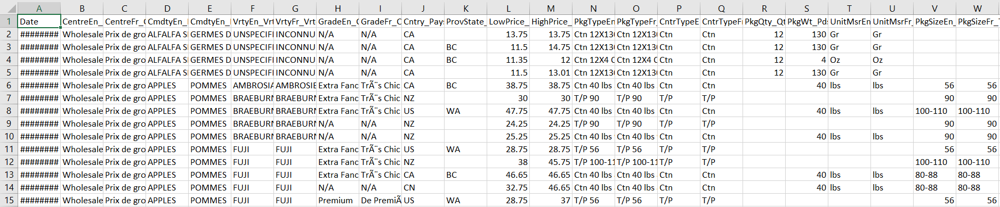 A B C D E F G H I J K L M N O P Q R S T U V W
1 Date CentreEn_ CentreFr_ CmdtyEn_ CmdtyEn_ VrtyEn_Vrt VrtyFr_Vrt GradeEn_ GradeFr_C Cntry_Pays ProvState_ LowPrice_ HighPrice_ PkgTypeEn PkgTypeFr_ CntrTypeE CntrTypeF PkgQty_Qt PkgWt_Pd UnitMsrEn UnitMsrFr_ PkgSizeEn_ PkgSizeFr_T
2 ######## Wholesale Prix de gro ALFALFA S GERMES D UNSPECIFI INCONNU N/A N/A CA 13.75 13.75 Ctn 12X130 Ctn 12X130 Ctn Ctn 12 130 Gr Gr
3 ######## Wholesale Prix de gro ALFALFA S GERMES D UNSPECIFI INCONNU N/A N/A CA BC 11.5 14.75 Ctn 12X130 Ctn 12X130 Ctn Ctn 12 130 Gr Gr
4 ######## Wholesale Prix de gro ALFALFA S GERMES D UNSPECIFI INCONNU N/A N/A CA BC 11.35 12 Ctn 12X4 O Ctn 12X4 O Ctn Ctn 12 4 Oz Oz
5 ######## Wholesale Prix de gro ALFALFA S GERMES D UNSPECIFI INCONNU N/A N/A CA 11.5 13.01 Ctn 12X130 Ctn 12X130 Ctn Ctn 12 130 Gr Gr
6 ######## Wholesale Prix de gro APPLES POMMES AMBROSIA AMBROSIE Extra Fanc TrÃ¨s Chic CA BC 38.75 38.75 Ctn 40 lbs Ctn 40 lbs Ctn Ctn 40 lbs lbs 56 56
7 ######## Wholesale Prix de gro APPLES POMMES BRAEBURN BRAEBURN Extra Fanc TrÃ¨s Chic NZ 30 30 T/P 90 T/P 90 T/P T/P 90 90
8 ######## Wholesale Prix de gro APPLES POMMES BRAEBURN BRAEBURN Extra Fanc TrÃ¨s Chic US WA 47.75 47.75 Ctn 40 lbs Ctn 40 lbs Ctn Ctn 40 lbs lbs 100-110 100-110
9 ######## Wholesale Prix de gro APPLES POMMES BRAEBURN BRAEBURN N/A N/A NZ 24.25 24.25 T/P 90 T/P 90 T/P T/P 90 90
10 ######## Wholesale Prix de gro APPLES POMMES BRAEBURN BRAEBURN N/A N/A NZ 25.25 25.25 Ctn 40 lbs Ctn 40 lbs Ctn Ctn 40 lbs lbs 90 90
11 ######## Wholesale Prix de gro APPLES POMMES FUJI FUJI Extra Fanc TrÃ¨s Chic US WA 28.75 28.75 T/P 56 T/P 56 T/P T/P 56 56
12 ######## Wholesale Prix de gro APPLES POMMES FUJI FUJI Extra Fanc TrÃ¨s Chic NZ 38 45.75 T/P 100-11 T/P 100-11 T/P T/P 100-110 100-110
13 ######## Wholesale Prix de gro APPLES POMMES FUJI FUJI Extra Fanc TrÃ¨s Chic CA BC 46.65 46.65 Ctn 40 lbs Ctn 40 lbs Ctn Ctn 40 lbs lbs 80-88 80-88
14 ######## Wholesale Prix de gro APPLES POMMES FUJI FUJI N/A N/A CN 32.75 46.65 Ctn 40 lbs Ctn 40 lbs Ctn Ctn 40 lbs lbs 80-88 80-88
15 ######## Wholesale Prix de gro APPLES POMMES FUJI FUJI Premium De PremiÃ US WA 28.75 37 T/P 56 T/P 56 T/P T/P 56 56